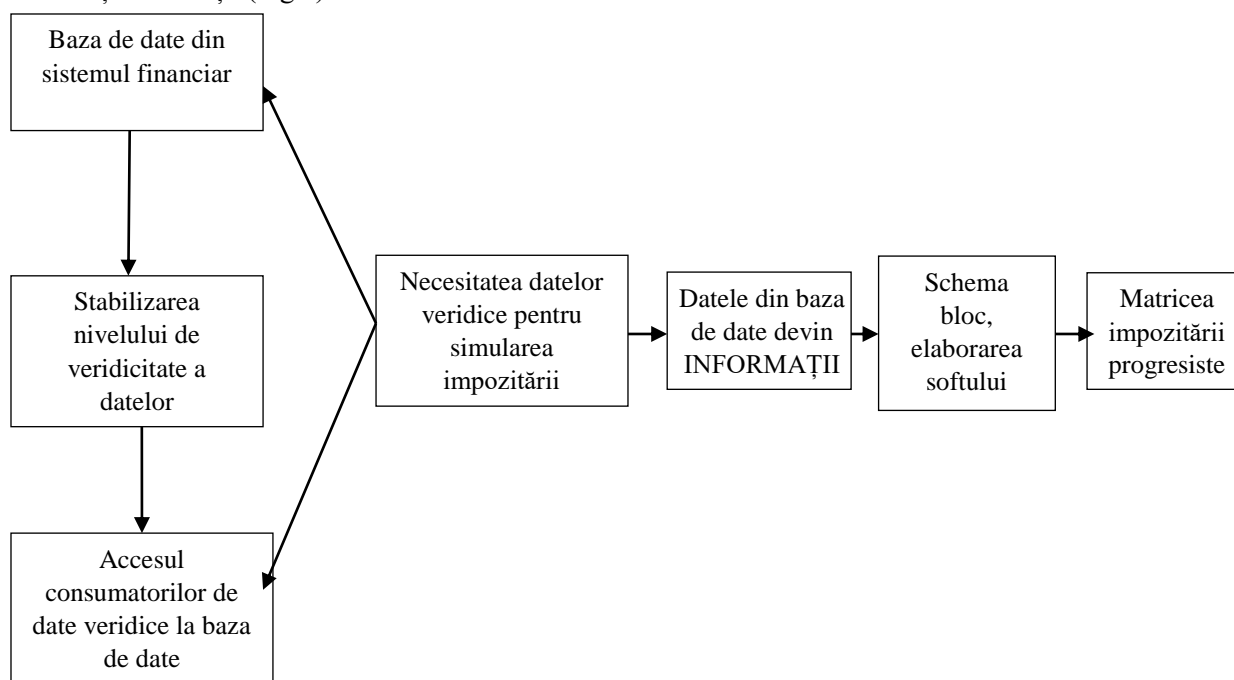 Baza de date din
sistemul financiar
Stabilizarea
nivelului de
veridicitate a
datelor
Accesul
consumatorilor de
date veridice la baza
de date
Necesitatea datelor
veridice pentru
simularea
impozitării
Datele din baza
de date devin
INFORMAȚII
Schema
bloc,
elaborarea
softului
Matricea
impozitării
progresiste